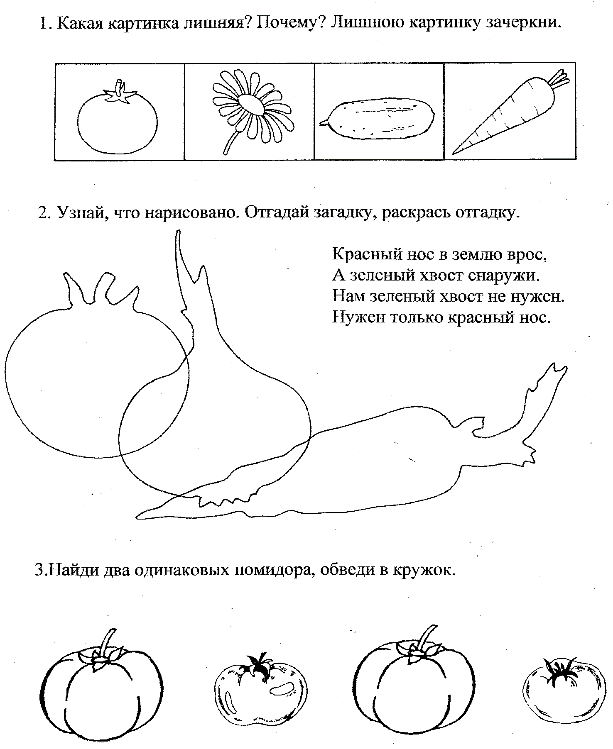 1. Какая картинка лишняя? Почему? Лишнюю картинку зачеркни.
2. Узнай, что нарисовано. Отгадай загадку, раскрась отгадку.
Красный нос в землю врос,
А зеленый хвост снаружи.
Нам зеленый хвост не нужен.
Нужен только красный нос.
3.Найди два одинаковых помидора, обведи в кружок.